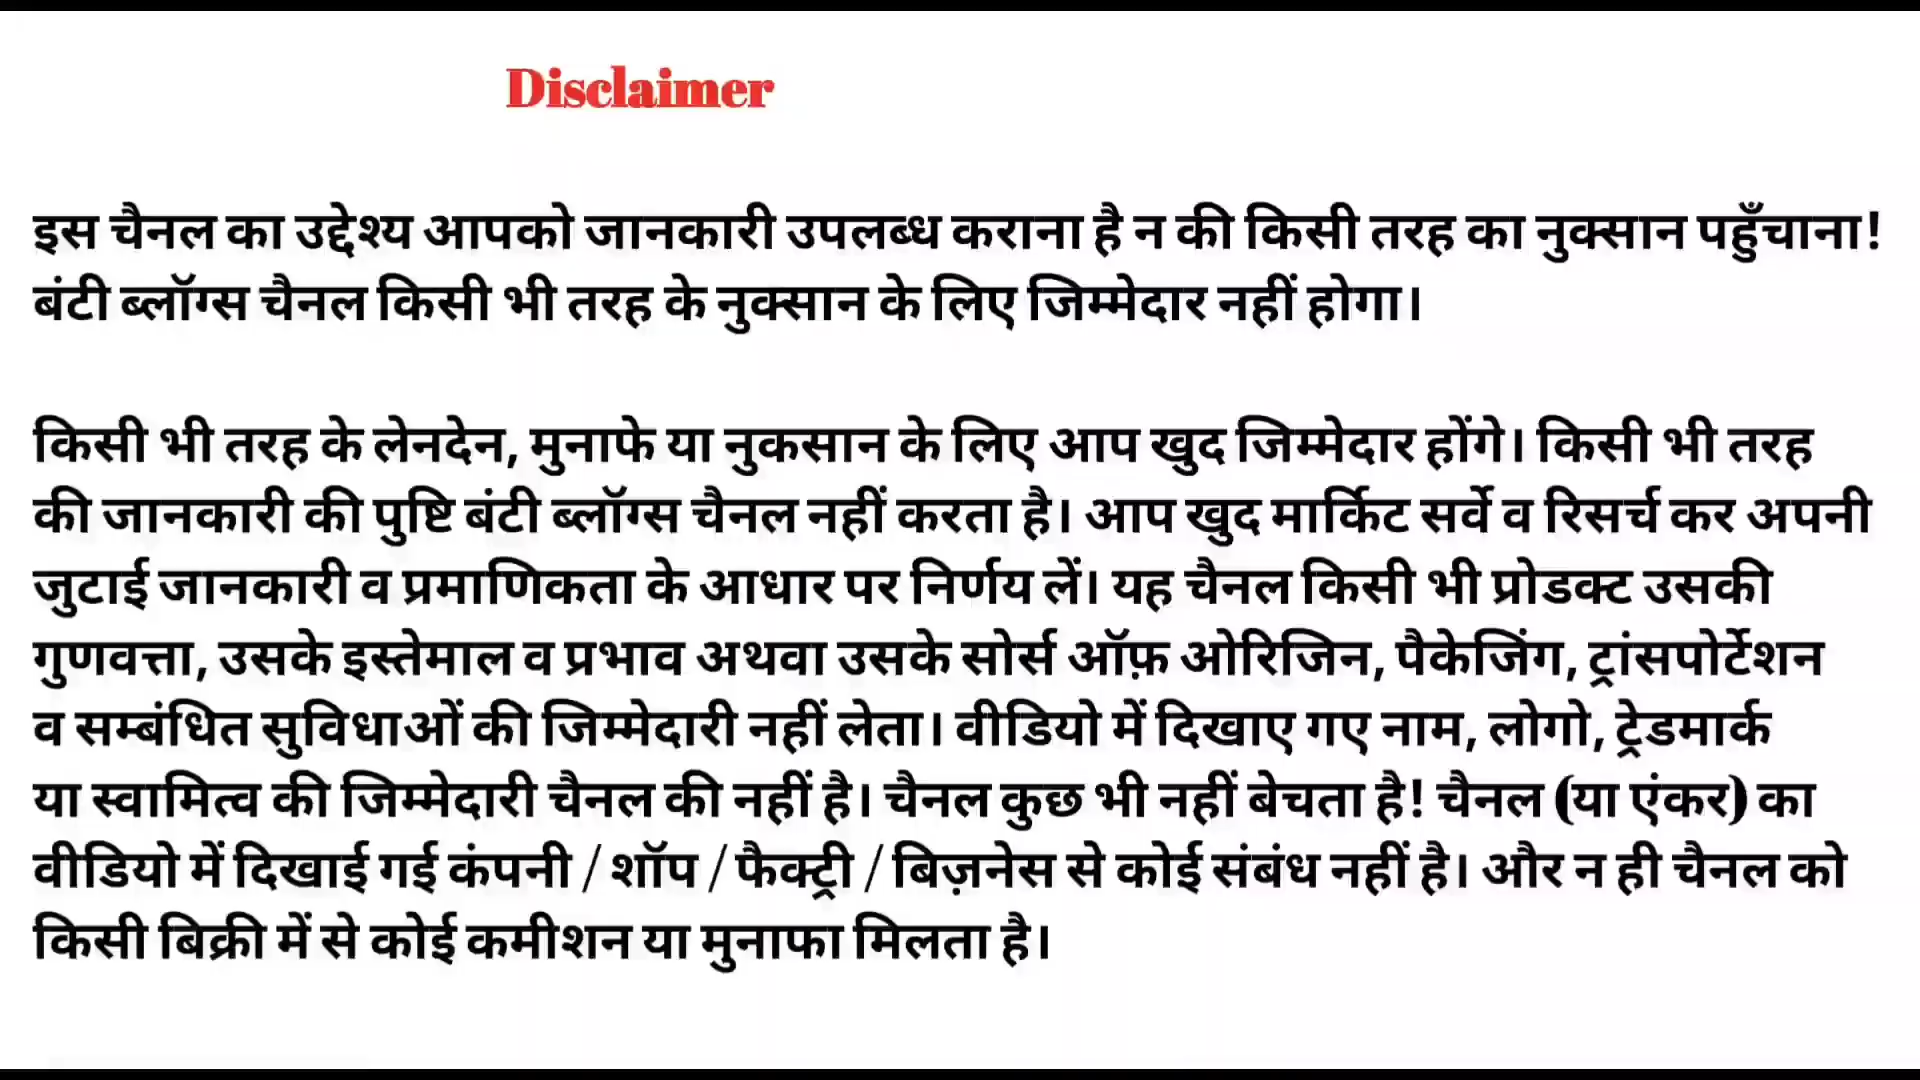 Disclaimer
इस चैनल का उद्देश्य आपको जानकारी उपलब्ध कराना है न की किसी तरह का नुक्सान पहुँचाना!
बंटी ब्लॉग्स चैनल किसी भी तरह के नुक्सान के लिए जिम्मेदार नहीं होगा।
किसी भी तरह के लेनदेन, मुनाफे या नुकसान के लिए आप खुद जिम्मेदार होंगे। किसी भी तरह
की जानकारी की पुष्टि बंटी ब्लॉग्स चैनल नहीं करता है। आप खुद मार्किट सर्वे व रिसर्च कर अपनी
जुटाई जानकारी व प्रमाणिकता के आधार पर निर्णय लें। यह चैनल किसी भी प्रोडक्ट उसकी
गुणवत्ता, उसके इस्तेमाल व प्रभाव अथवा उसके सोर्स ऑफ़ ओरिजिन, पैकेजिंग, ट्रांसपोर्टेशन
व सम्बंधित सुविधाओं की जिम्मेदारी नहीं लेता। वीडियो में दिखाए गए नाम, लोगो, ट्रेडमार्क
या स्वामित्व की जिम्मेदारी चैनल की नहीं है। चैनल कुछ भी नहीं बेचता है! चैनल (या एंकर) का
वीडियो में दिखाई गई कंपनी / शॉप / फैक्ट्री / बिज़नेस से कोई संबंध नहीं है। और न ही चैनल को
किसी बिक्री में से कोई कमीशन या मुनाफा मिलता है।